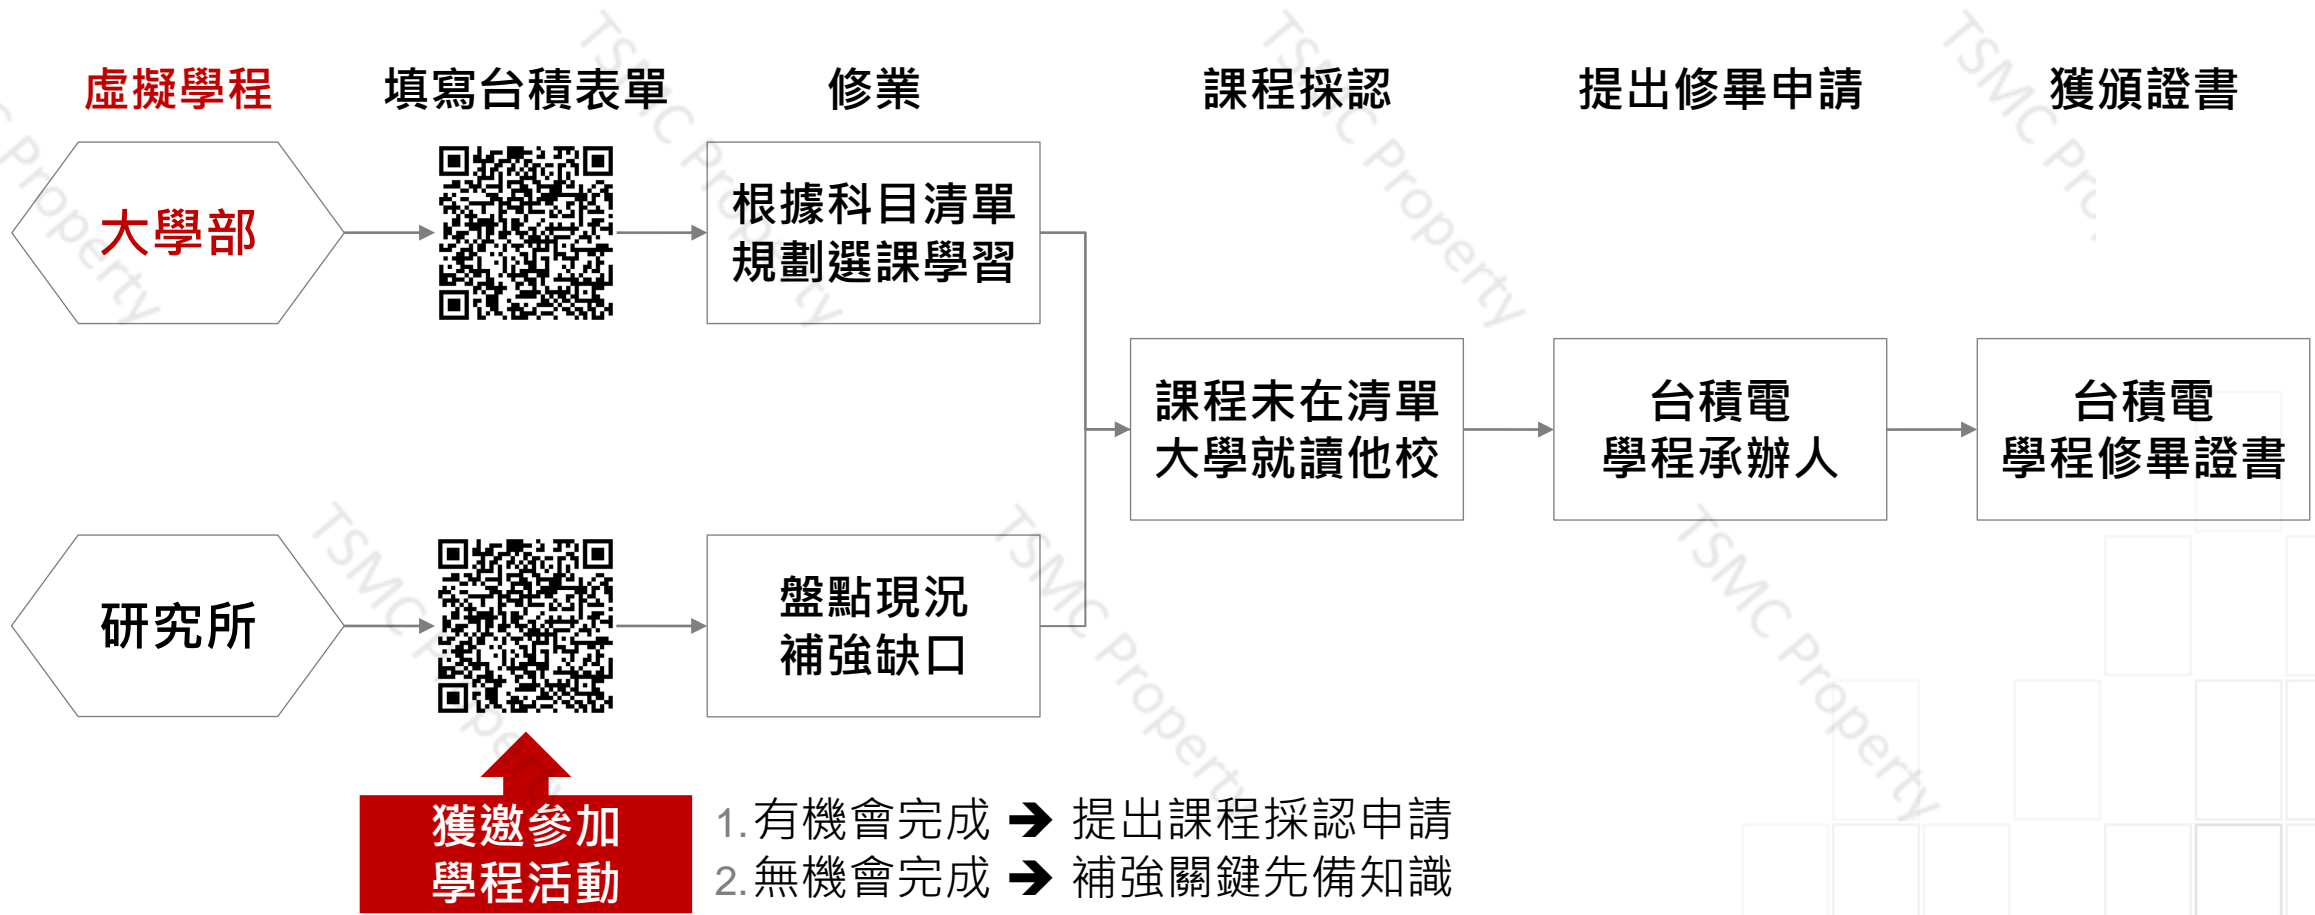 虛擬學程
填寫台積表單
修業
課程採認
提出修畢申請
獲頒證書
大學部
根據科目清單
規劃選課學習
課程未在清單
大學就讀他校
台積電
學程承辦人
台積電
學程修畢證書
研究所
盤點現況
補強缺口
獲邀參加
學程活動
1. 有機會完成 ➔ 提出課程採認申請
2. 無機會完成 ➔ 補強關鍵先備知識
C Property
TSMC Property
TSMC Property
TSMC Pro
TSMC Property
TSMC Property
TSMC Property